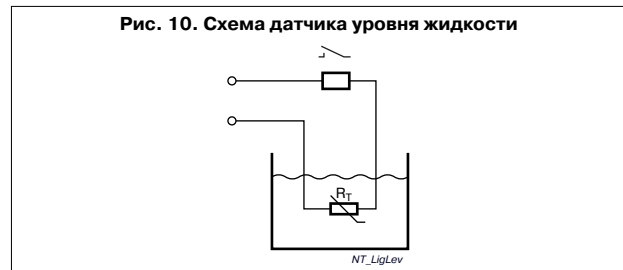 Рис. 10. Схема датчика уровня жидкости
RT
NT_LigLev